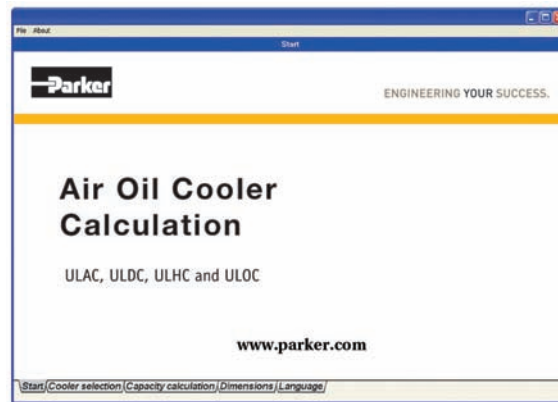 File About
Start
Parker
ENGINEERING YOUR SUCCESS.
Air Oil Cooler
Calculation
ULAC, ULDC, ULHC and ULOC
www.parker.com
Start Cooler selection Capacity calculation Dimensions Language